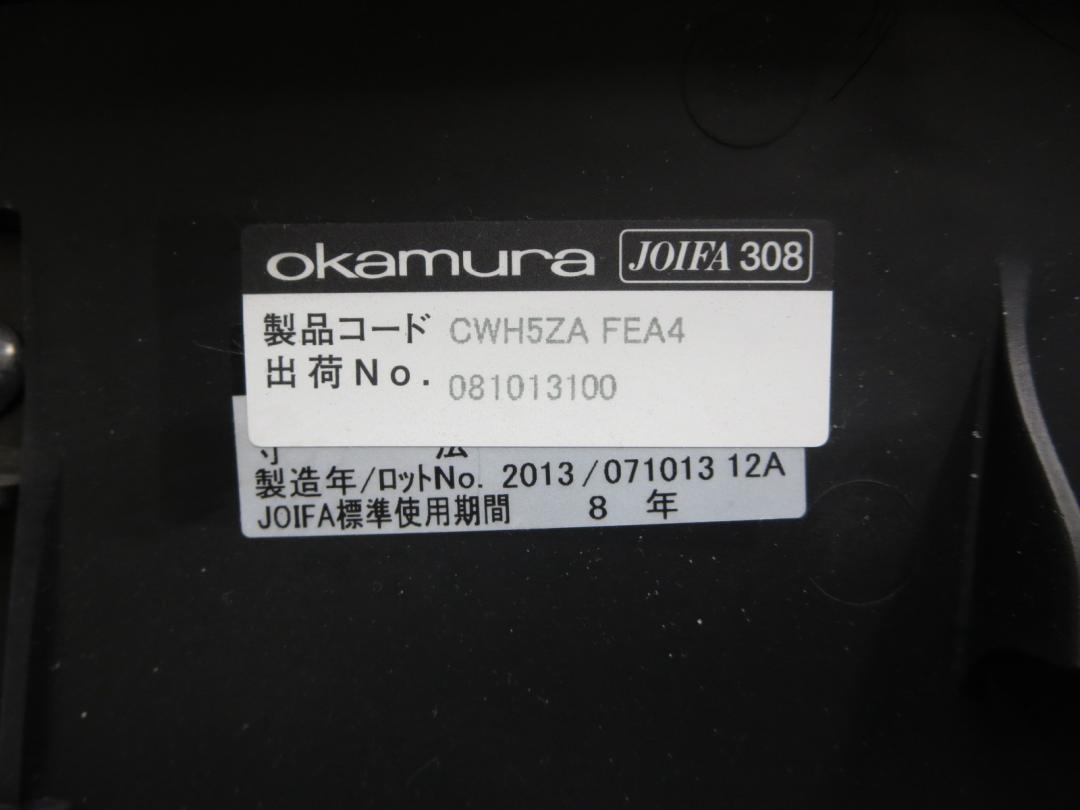 okamura JOIFA 308
製品コード CWH5ZA FEA4
出荷No. 081013100
寸 法
製造年/ロットNo. 2013/071013 12A
JOIFA標準使用期間 8 年